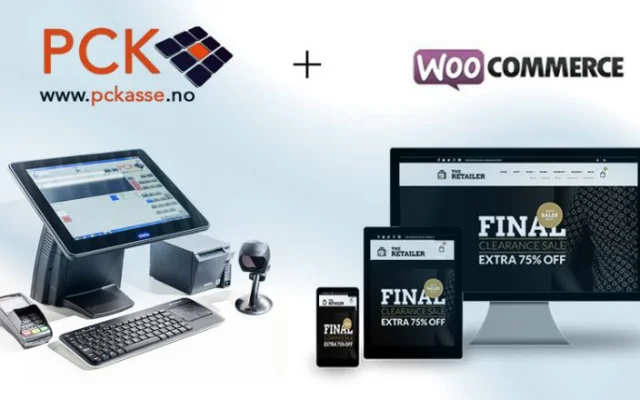 PCK
www.pckasse.no
+
WOO COMMERCE
THE
RETAILER
FINAL
CLEARANCE SALE
EXTRA 75% OFF
SALE
THE
RETAILER
FINAL
CLEARANCE SALE
EXTRA 75% OFF
THE RETAILER
FINAL
CLEARANCE SALE
EXTRA 75% OFF